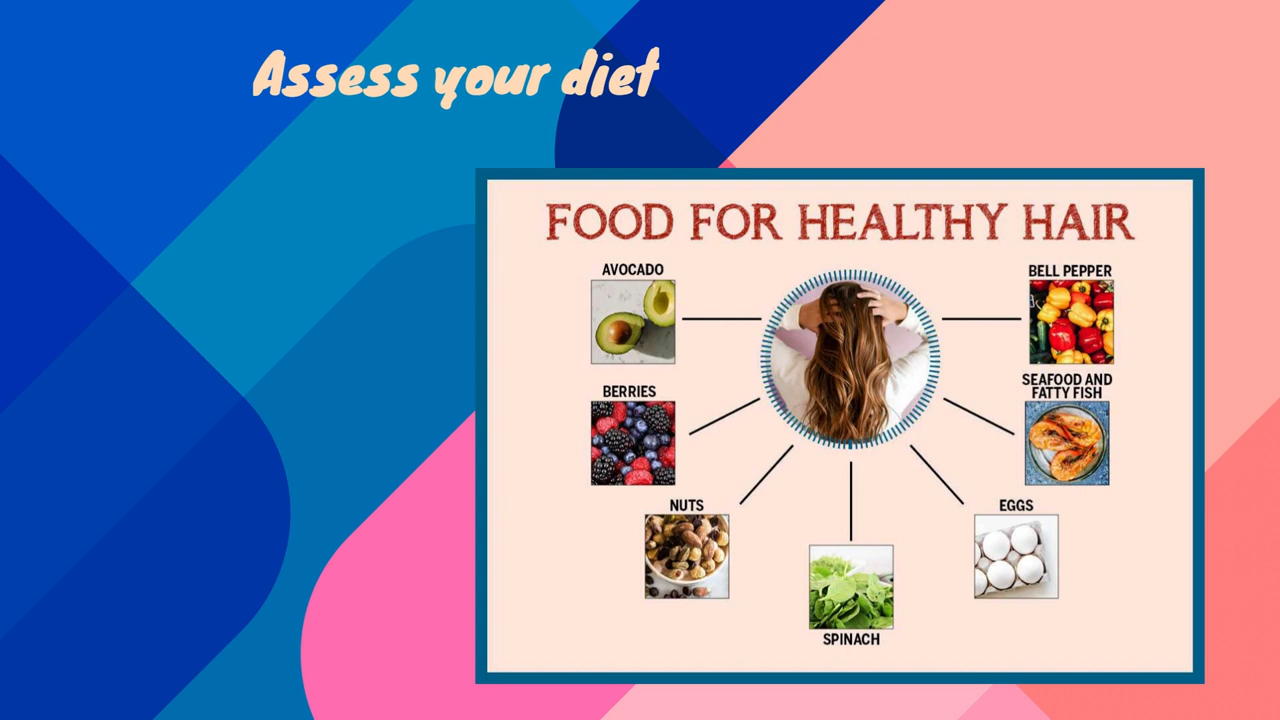 Assess your diet
FOOD FOR HEALTHY HAIR
AVOCADO
BELL PEPPER
BERRIES
SEAFOOD AND
FATTY FISH
NUTS
EGGS
SPINACH